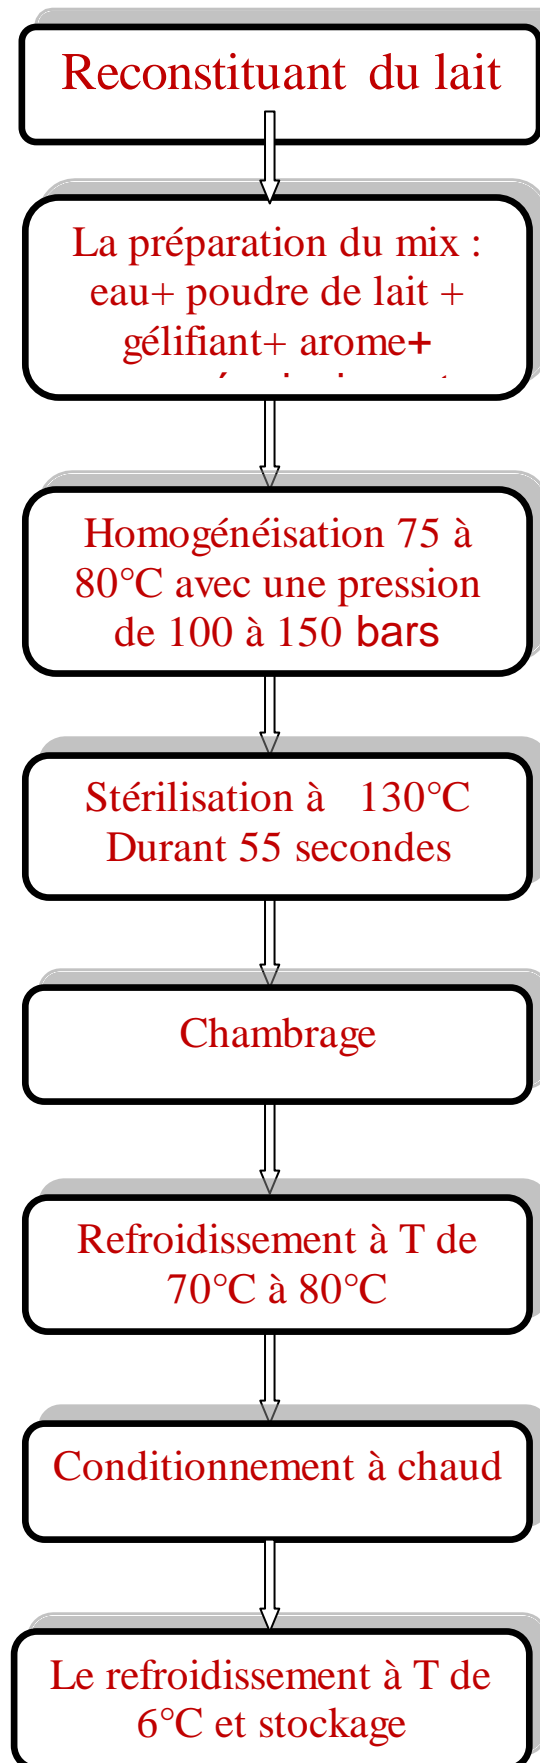 Reconstituant du lait
La préparation du mix :
eau+ poudre de lait +
gélifiant+ arome+
Homogénéisation 75 à
80°C avec une pression
de 100 à 150 bars
Stérilisation à 130°C
Durant 55 secondes
Chambrage
Refroidissement à T de
70°C à 80°C
Conditionnement à chaud
Le refroidissement à T de
6°C et stockage